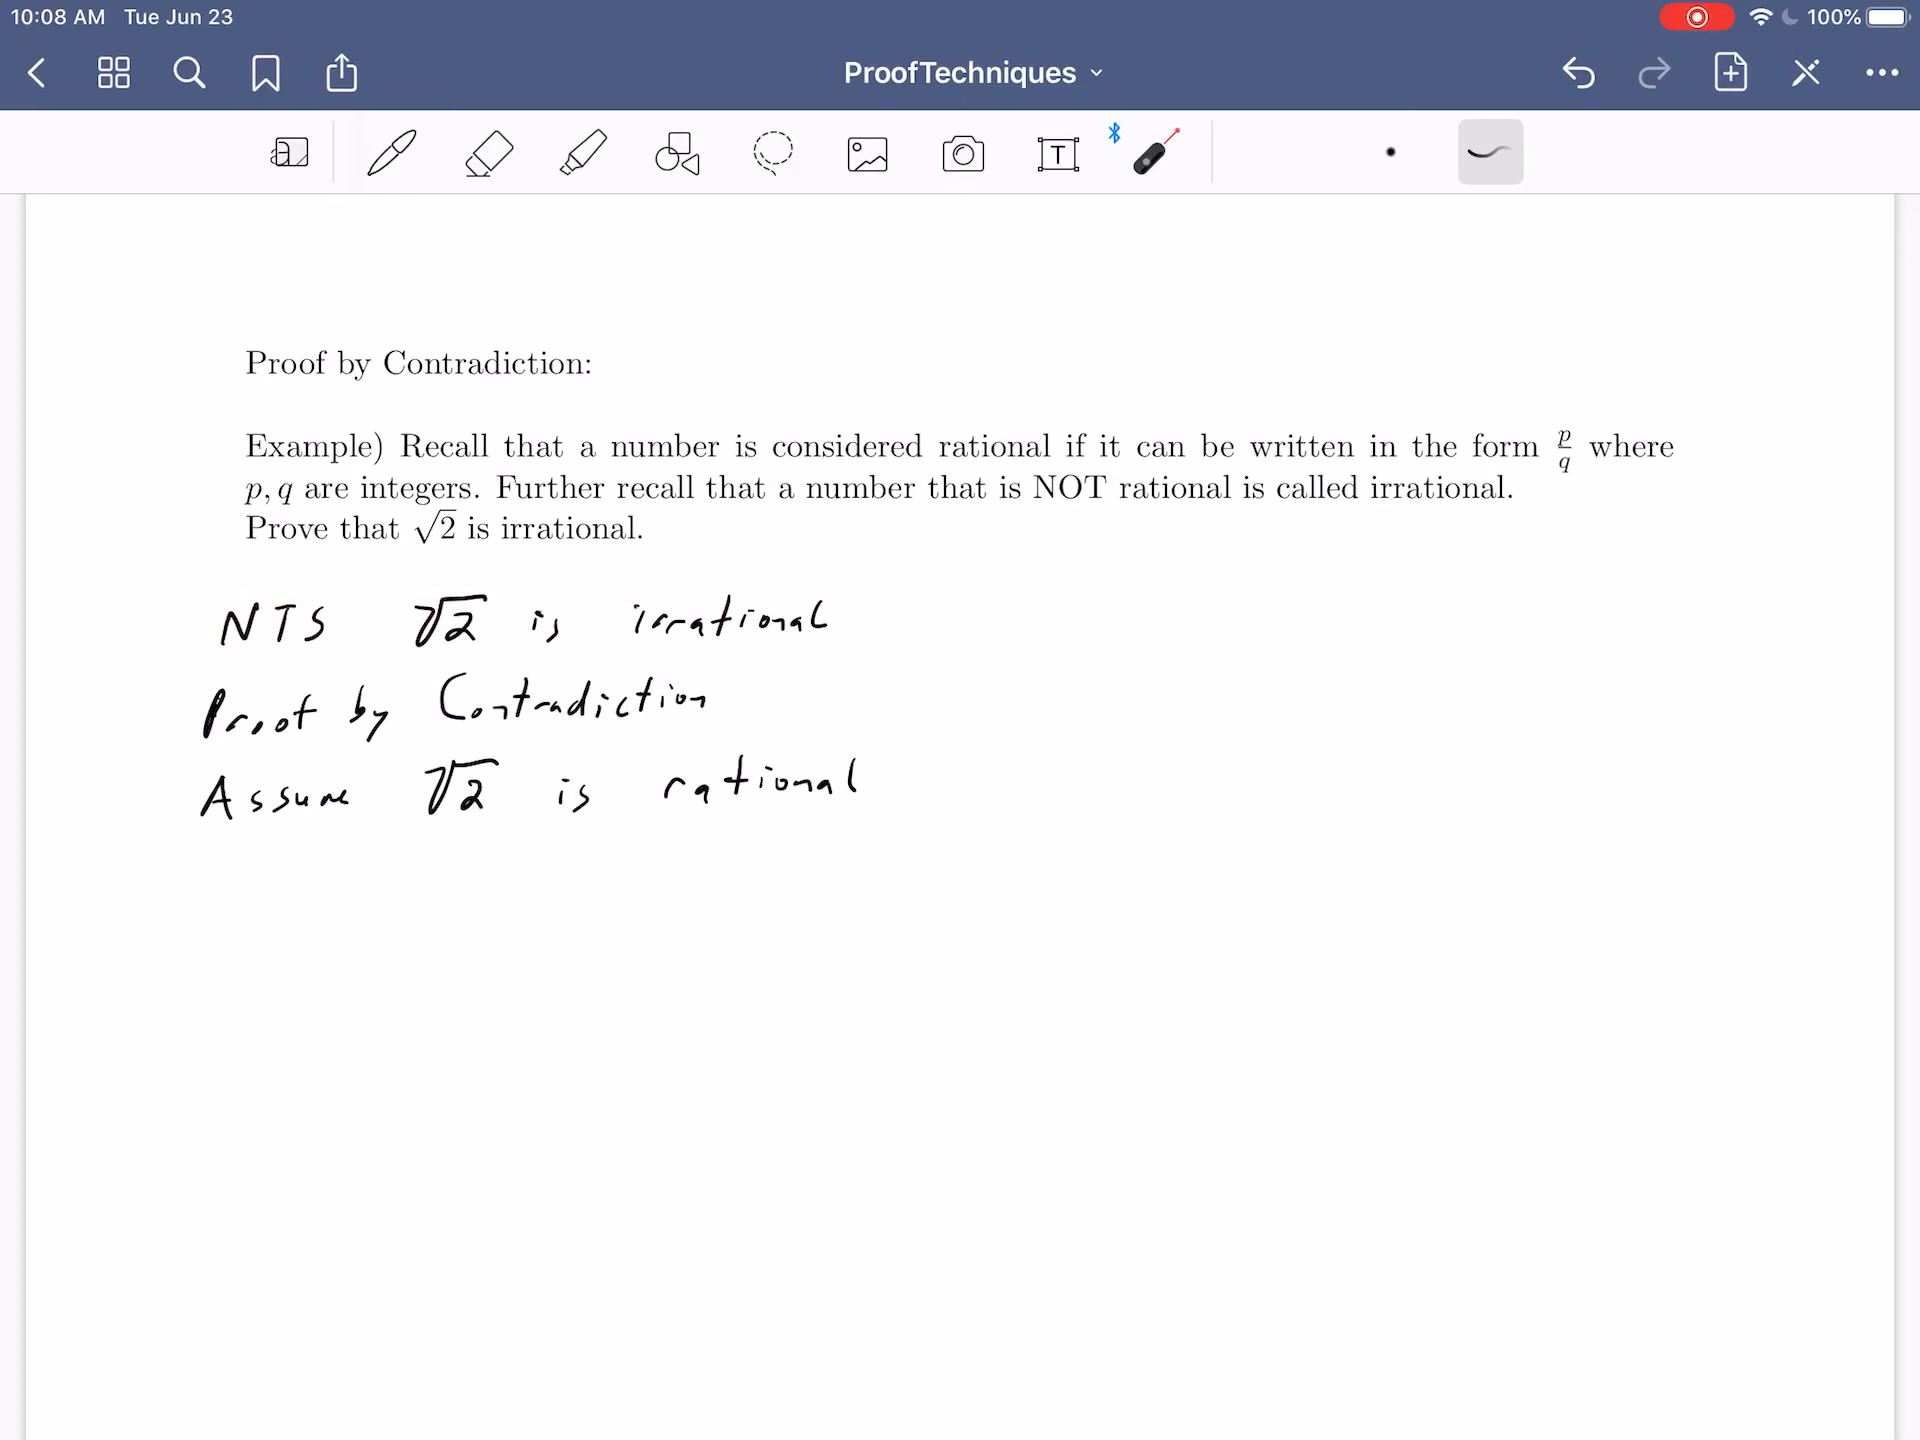 10:08 AM Tue Jun 23 100%
ProofTechniques
Proof by Contradiction:
Example) Recall that a number is considered rational if it can be written in the form p/q where
p, q are integers. Further recall that a number that is NOT rational is called irrational.
Prove that √2 is irrational.
NTS √2 is irrational
Proof by Contradiction
Assume √2 is rational